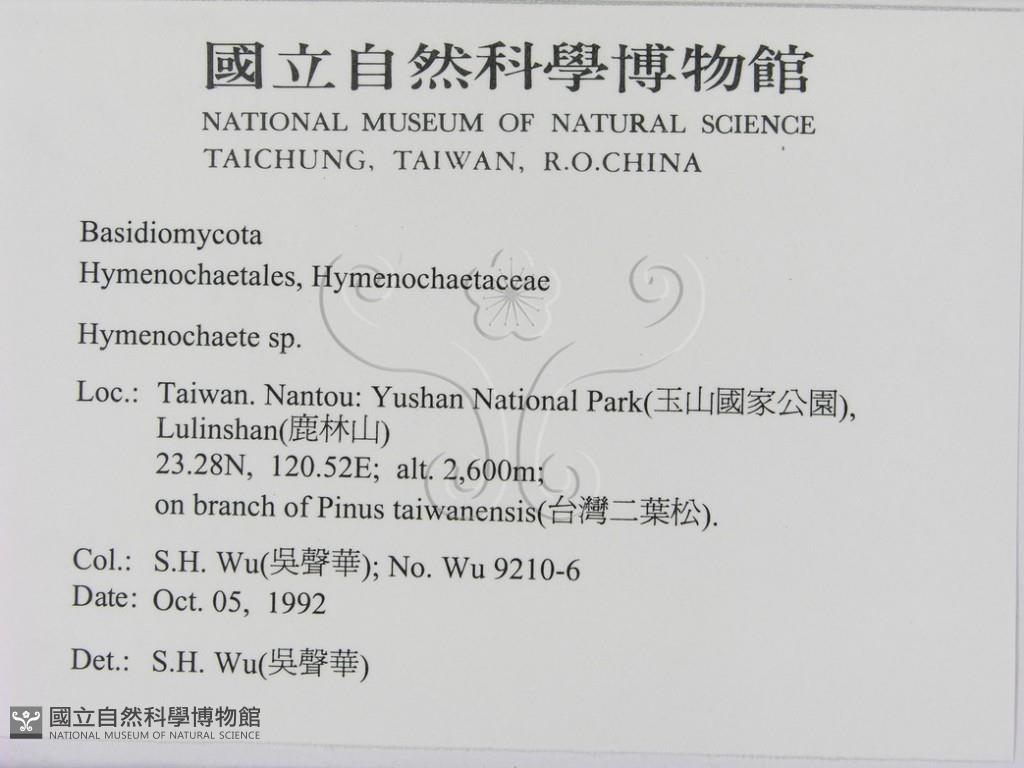 國立自然科學博物館
NATIONAL MUSEUM OF NATURAL SCIENCE
TAICHUNG, TAIWAN, R.O.CHINA
Basidiomycota
Hymenochaetales, Hymenochaetaceae
Hymenochaete sp.
Loc.: Taiwan. Nantou: Yushan National Park(玉山國家公園),
Lulinshan(鹿林山)
23.28N, 120.52E; alt. 2,600m;
on branch of Pinus taiwanensis(台灣二葉松).
Col.: S.H. Wu(吳聲華); No. Wu 9210-6
Date: Oct. 05, 1992
Det.: S.H. Wu(吳聲華)
國立自然科學博物館
NATIONAL MUSEUM OF NATURAL SCIENCE